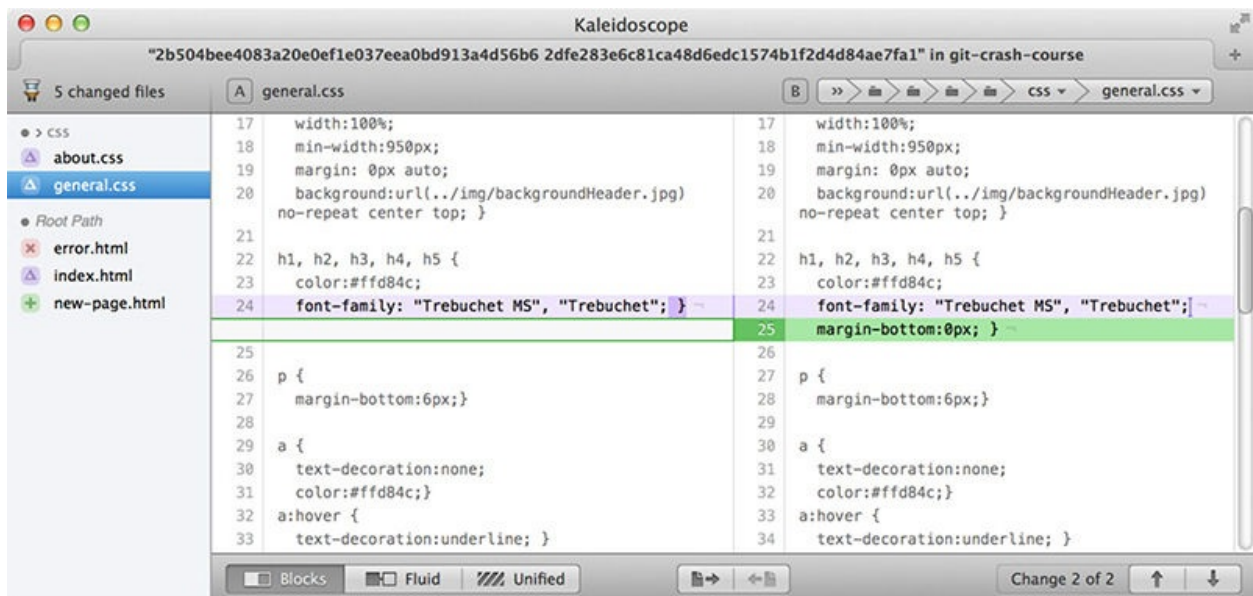 Kaleidoscope
"2b504bee4083a20e0ef1e037eea0bd913a4d56b6 2dfe283e6c81ca48d6edc1574b1f2d4d84ae7fa1" in git-crash-course
5 changed files
A general.css
B » css general.css
css
about.css
general.css
Root Path
error.html
index.html
new-page.html
17 width:100%;
18 min-width:950px;
19 margin: 0px auto;
20 background:url(../img/backgroundHeader.jpg)
no-repeat center top; }
21
22 h1, h2, h3, h4, h5 {
23 color:#ffd84c;
24 font-family: "Trebuchet MS", "Trebuchet"; } ¬
25
26 p {
27 margin-bottom:6px;}
28
29 a {
30 text-decoration:none;
31 color:#ffd84c;}
32 a:hover {
33 text-decoration:underline; }
17 width:100%;
18 min-width:950px;
19 margin: 0px auto;
20 background:url(../img/backgroundHeader.jpg)
no-repeat center top; }
21
22 h1, h2, h3, h4, h5 {
23 color:#ffd84c;
24 font-family: "Trebuchet MS", "Trebuchet"; ¬
25 margin-bottom:0px; } ¬
26
27 p {
28 margin-bottom:6px;}
29
30 a {
31 text-decoration:none;
32 color:#ffd84c;}
33 a:hover {
34 text-decoration:underline; }
Blocks Fluid Unified
Change 2 of 2